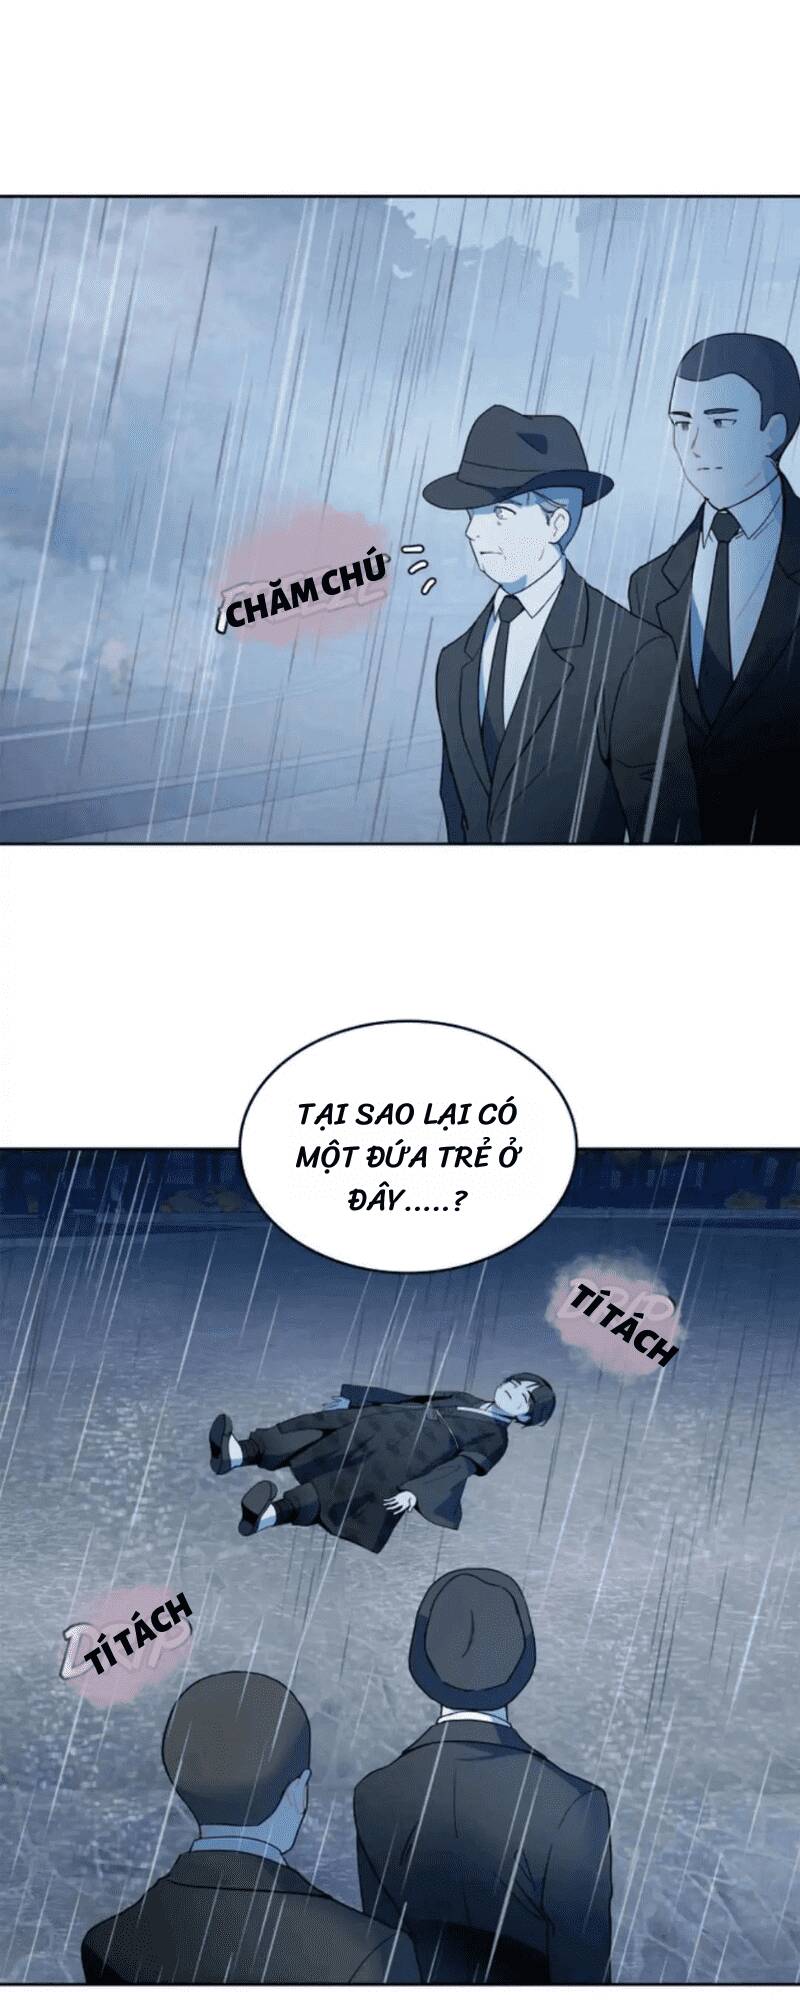 CHĂM CHÚ
TẠI SAO LẠI CÓ
MỘT ĐỨA TRẺ Ở
ĐÂY.....?
TÍ TÁCH
TÍ TÁCH